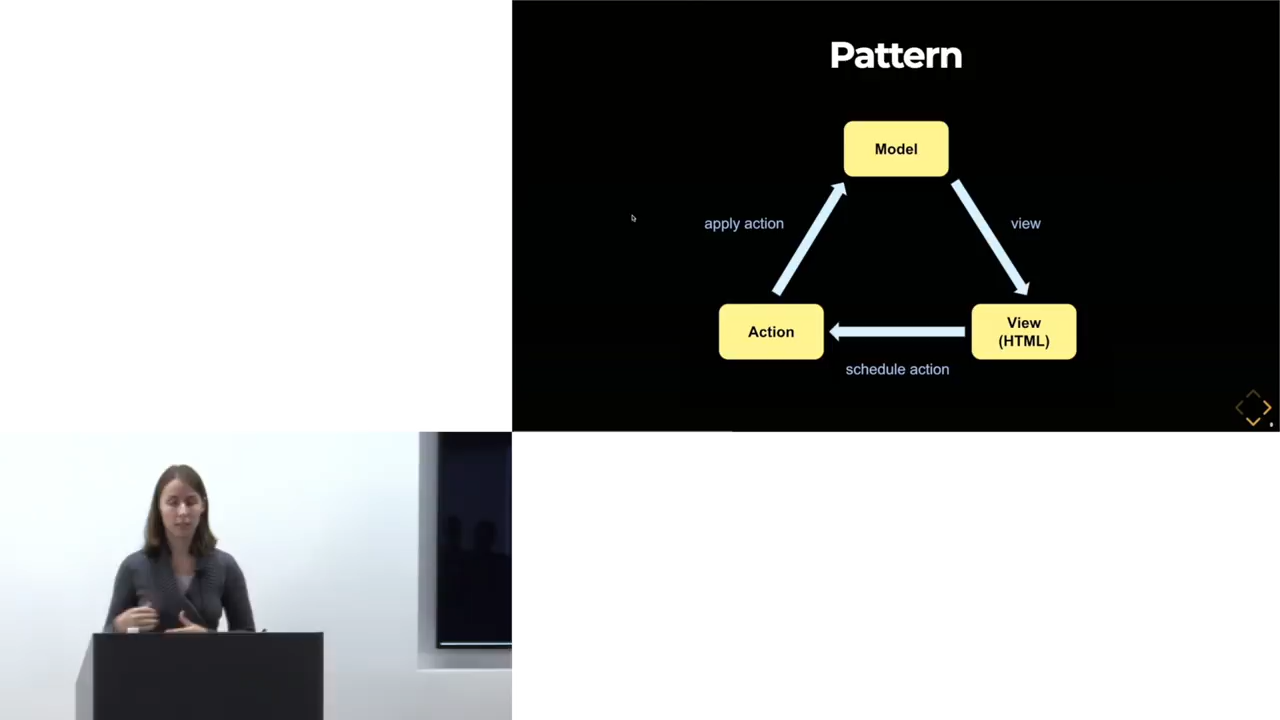 Pattern
Model
apply action
view
Action
View
(HTML)
schedule action